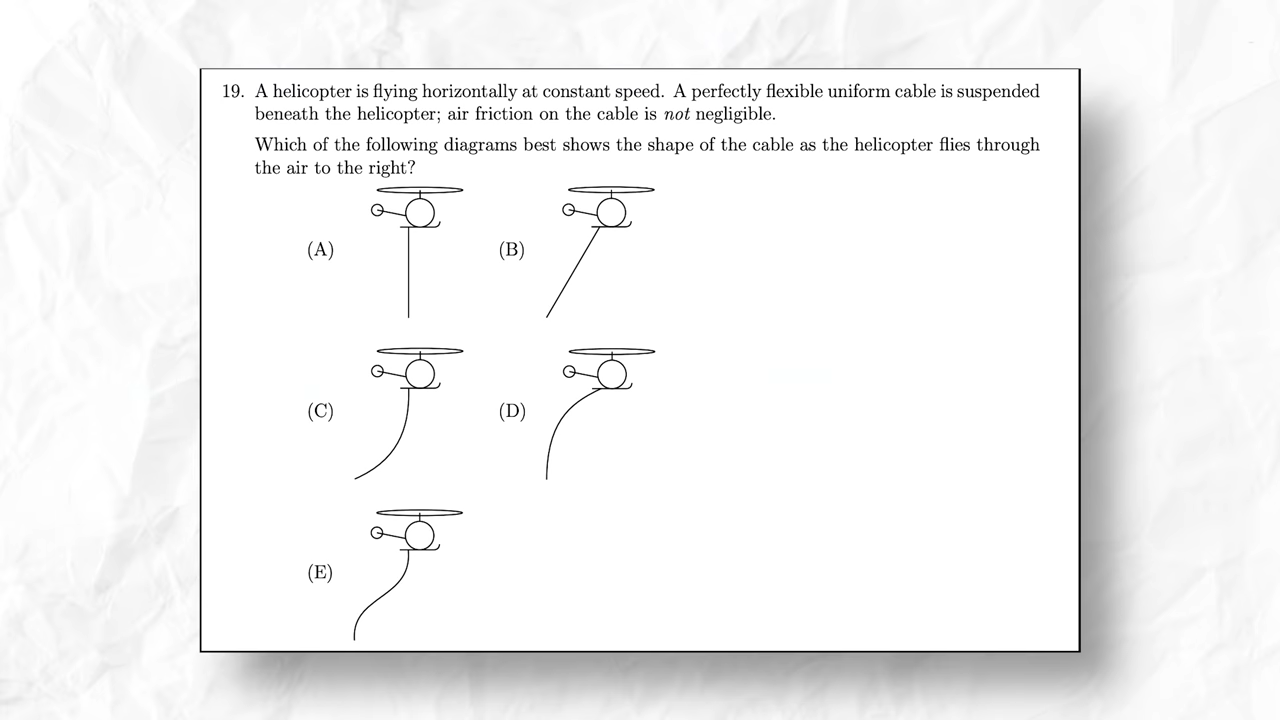 19. A helicopter is flying horizontally at constant speed. A perfectly flexible uniform cable is suspended
beneath the helicopter; air friction on the cable is not negligible.
Which of the following diagrams best shows the shape of the cable as the helicopter flies through
the air to the right?
(A)
(B)
(C)
(D)
(E)